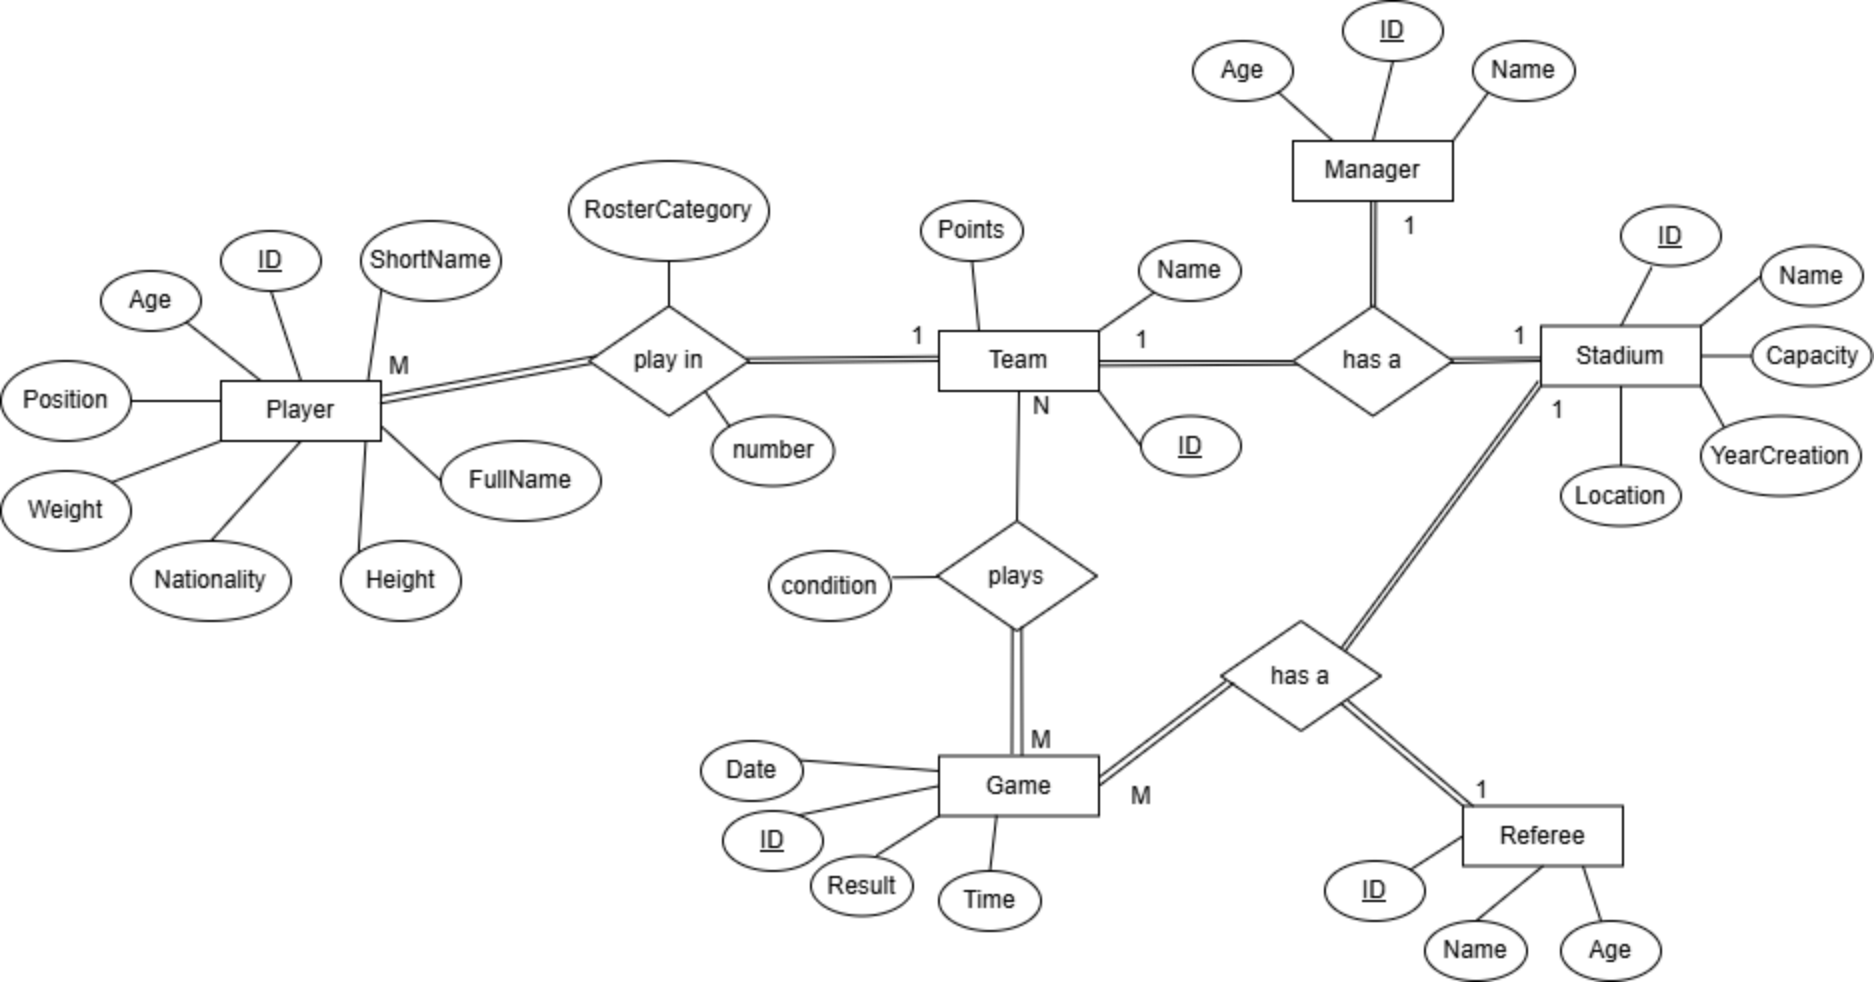 ID
Age
Name
Manager
1
RosterCategory
Points
Name
ID
Name
Capacity
YearCreation
Location
Stadium
1
1
has a
1
ID
ShortName
Age
Position
Player
M
Weight
Nationality
Height
FullName
play in
number
1
Team
ID
N
condition
plays
M
has a
Date
ID
Result
Time
Game
M
1
Referee
ID
Name
Age